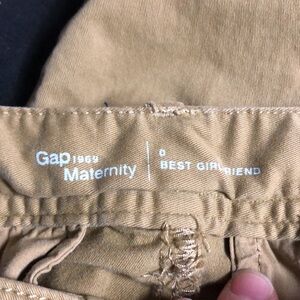 Gap 1969
Maternity
0
BEST GIRLFRIEND